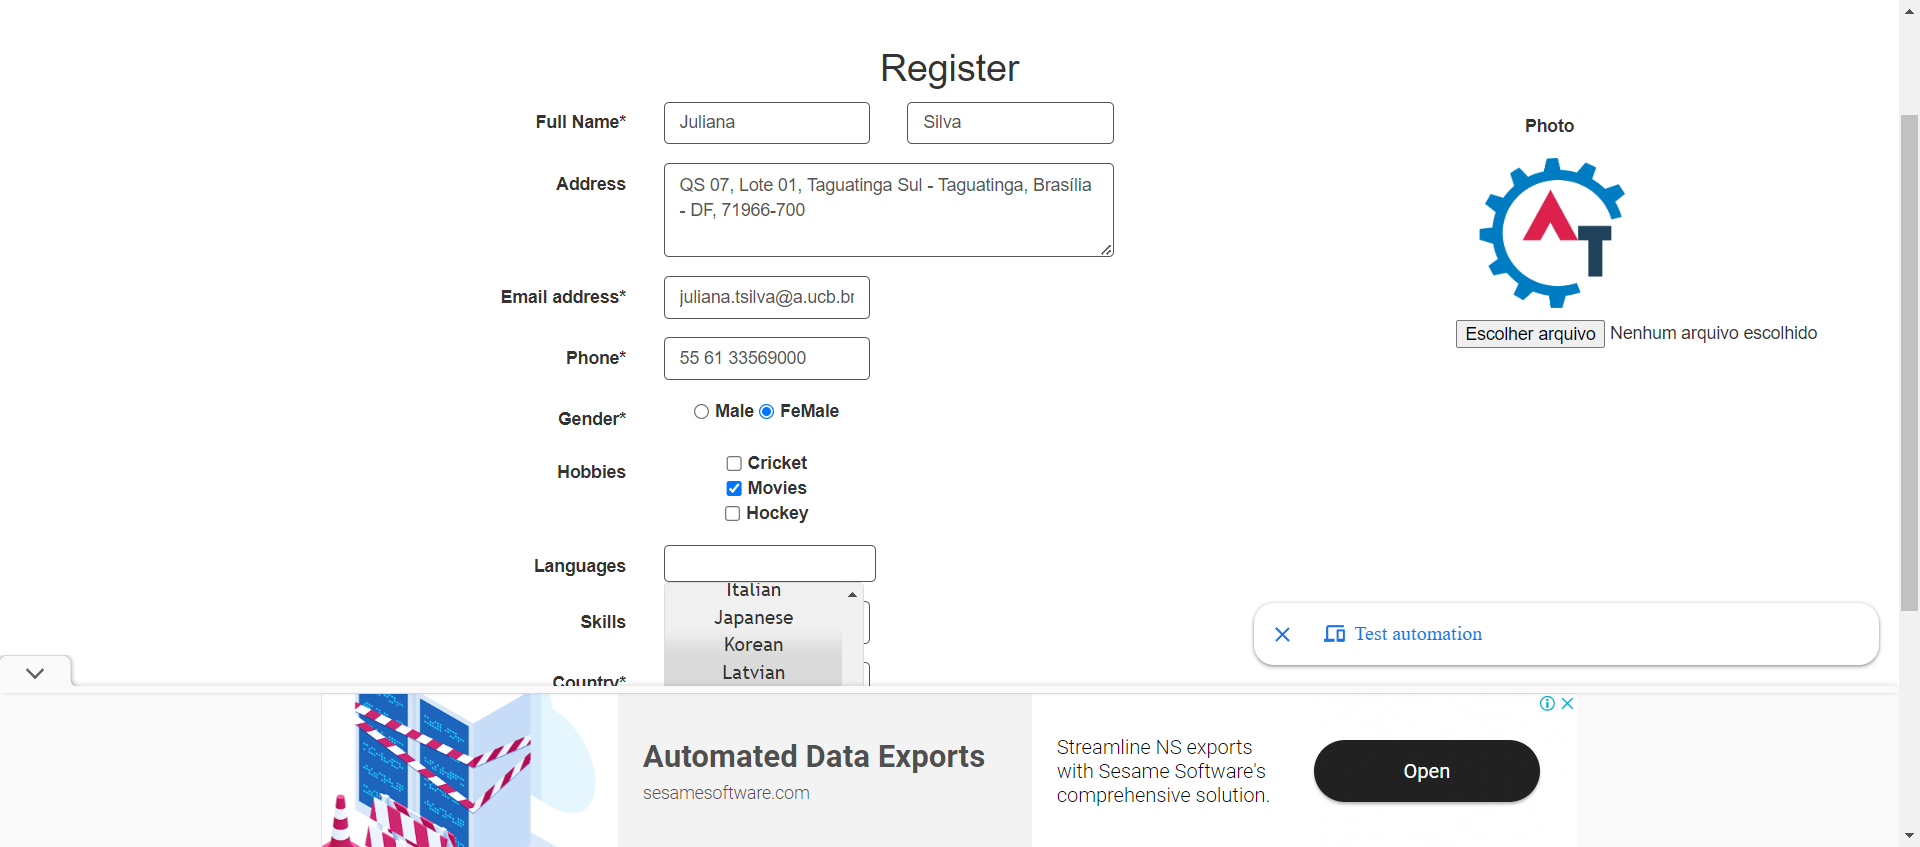 Register
Full Name*
Juliana
Silva
Photo
Address
QS 07, Lote 01, Taguatinga Sul - Taguatinga, Brasília
- DF, 71966-700
AT
Email address*
juliana.tsilva@a.ucb.br
Escolher arquivo Nenhum arquivo escolhido
Phone*
55 61 33569000
Gender*
Male FeMale
Hobbies
Cricket
Movies
Hockey
Languages
Italian
Japanese
Korean
Latvian
Skills
Country*
Test automation
Automated Data Exports
sesamesoftware.com
Streamline NS exports
with Sesame Software's
comprehensive solution.
Open